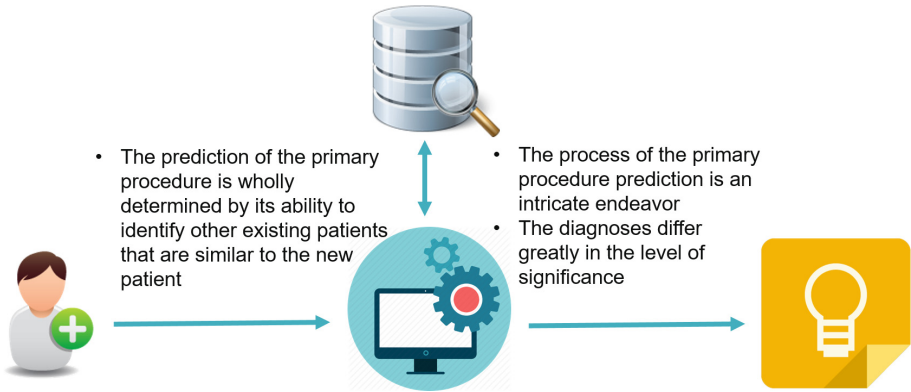 • The prediction of the primary
procedure is wholly
determined by its ability to
identify other existing patients
that are similar to the new
patient
• The process of the primary
procedure prediction is an
intricate endeavor
• The diagnoses differ
greatly in the level of
significance